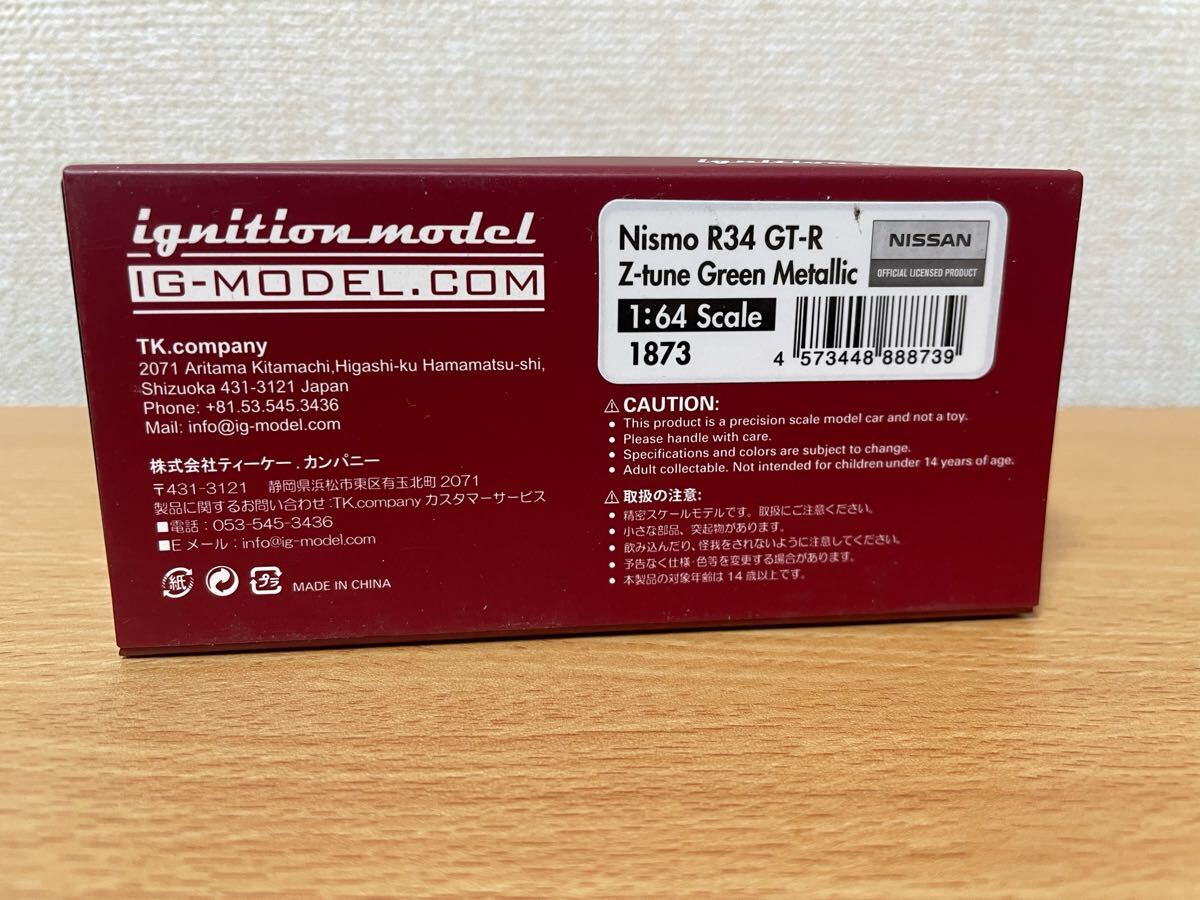 ignition model
IG-MODEL.COM
TK.company
2071 Aritama Kitamachi,Higashi-ku Hamamatsu-shi,
Shizuoka 431-3121 Japan
Phone: +81.53.545.3436
Mail: info@ig-model.com
株式会社ティーケー.カンパニー
〒431-3121 静岡県浜松市東区有玉北町2071
製品に関するお問い合わせ:TK.company カスタマーサービス
■電話：053-545-3436
■Eメール：info@ig-model.com
紙
プラ
MADE IN CHINA
Nismo R34 GT-R
Z-tune Green Metallic
NISSAN
OFFICIAL LICENSED PRODUCT
1:64 Scale
1873
4 573448 888739
⚠ CAUTION:
• This product is a precision scale model car and not a toy.
• Please handle with care.
• Specifications and colors are subject to change.
• Adult collectable. Not intended for children under 14 years of age.
⚠ 取扱の注意:
• 精密スケールモデルです。取扱にご注意ください。
• 小さな部品、突起物があります。
• 飲み込んだり、怪我をされないように注意してください。
• 予告なく仕様・色等を変更する場合があります。
• 本製品の対象年齢は14歳以上です。